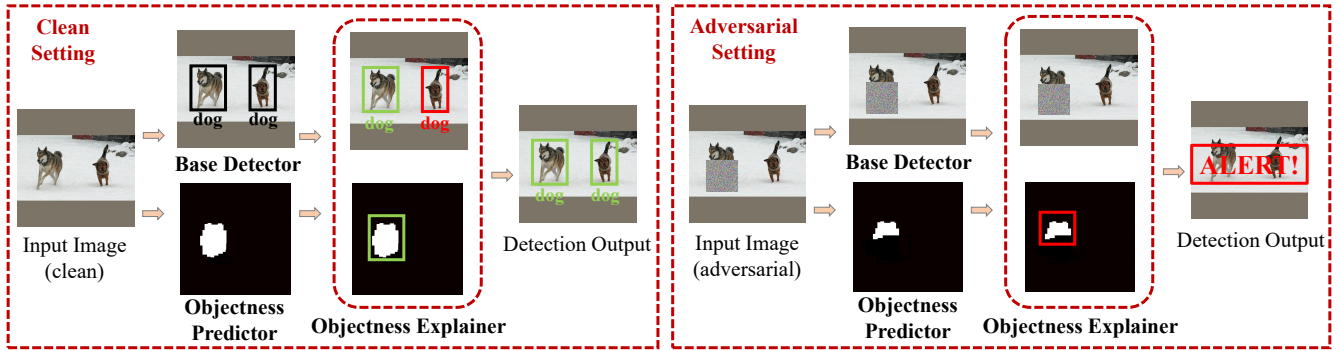 Clean
Setting
dog
dog
Base Detector
dog
dog
Input Image
(clean)
Objectness
Predictor
Objectness Explainer
dog
dog
Detection Output
Adversarial
Setting
Base Detector
Input Image
(adversarial)
Objectness
Predictor
Objectness Explainer
ALERT!
Detection Output